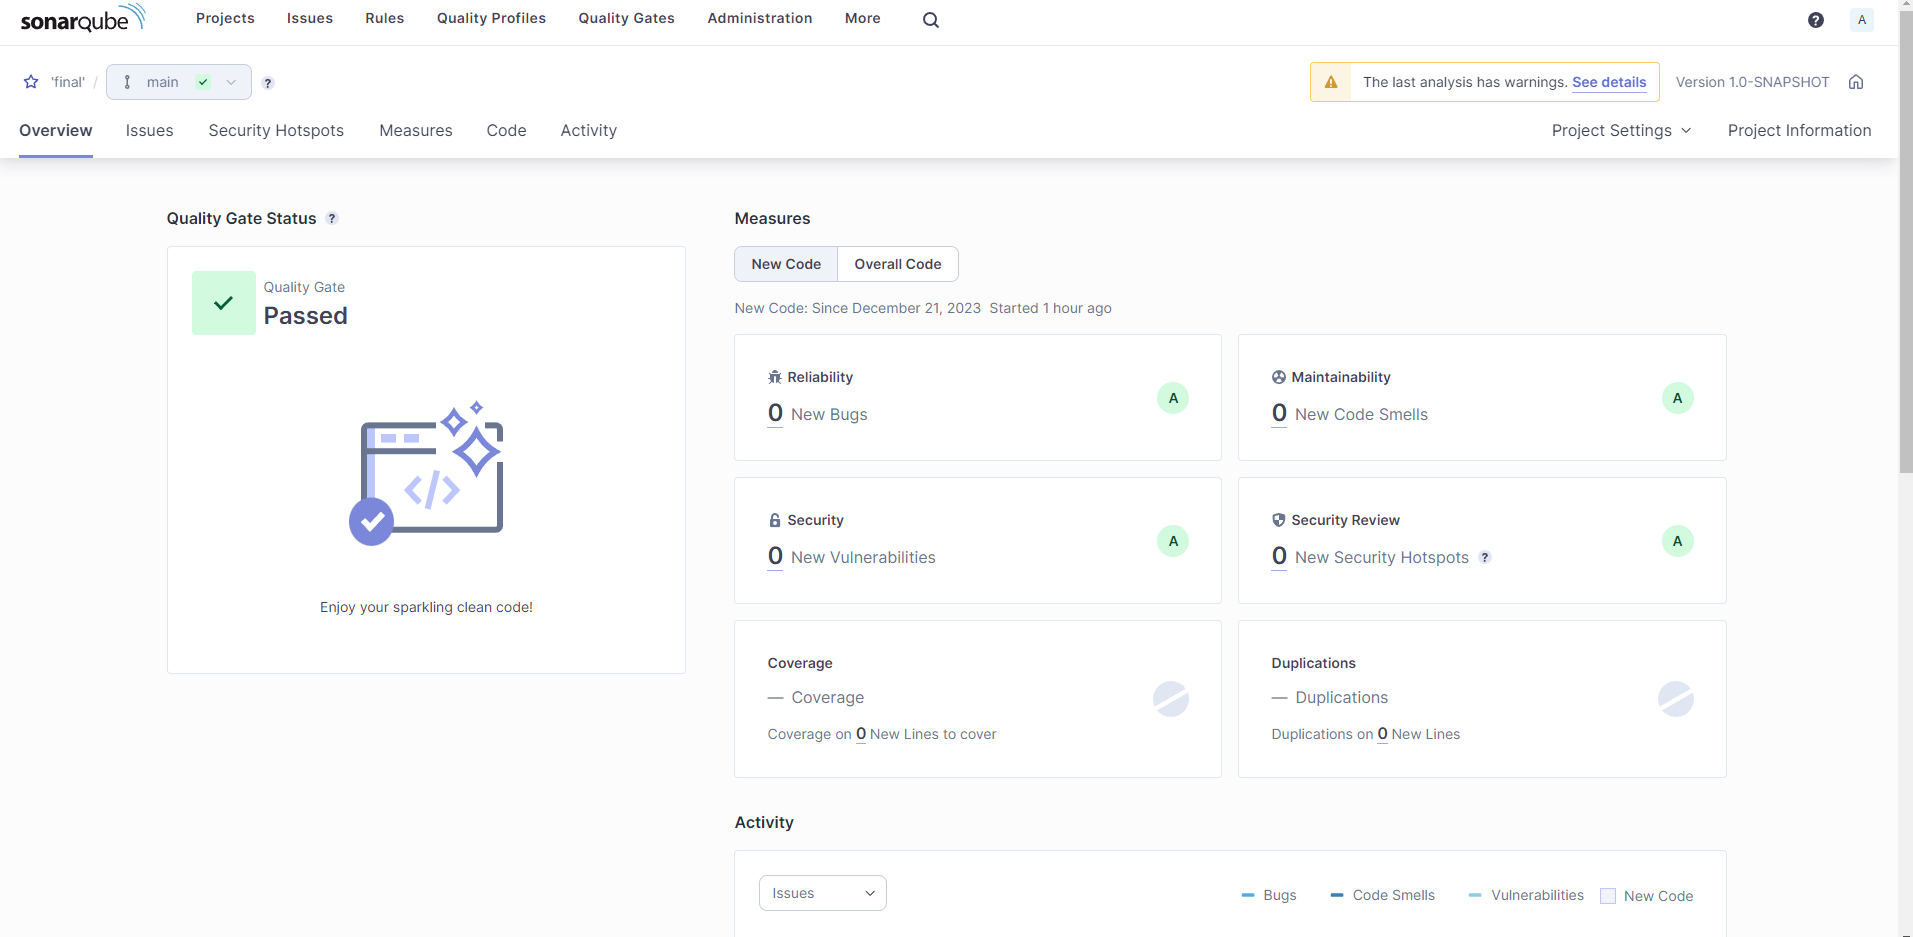 sonarqube Projects Issues Rules Quality Profiles Quality Gates Administration More ? A
'final' / main ? The last analysis has warnings. See details Version 1.0-SNAPSHOT
Overview Issues Security Hotspots Measures Code Activity Project Settings Project Information
Quality Gate Status ?
Quality Gate
Passed
</>
Enjoy your sparkling clean code!
Measures
New Code Overall Code
New Code: Since December 21, 2023 Started 1 hour ago
Reliability
0 New Bugs
A
Maintainability
0 New Code Smells
A
Security
0 New Vulnerabilities
A
Security Review
0 New Security Hotspots ?
A
Coverage
— Coverage
Coverage on 0 New Lines to cover
Duplications
— Duplications
Duplications on 0 New Lines
Activity
Issues Bugs Code Smells Vulnerabilities New Code